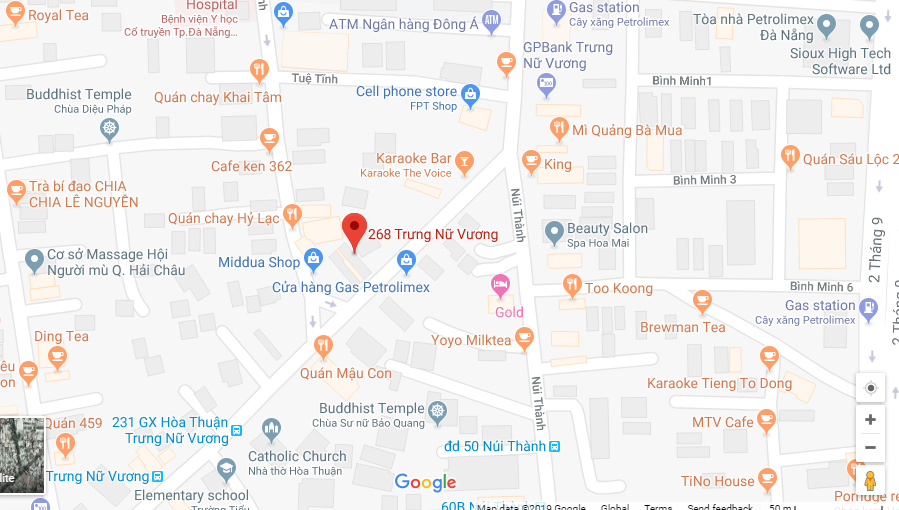 Hospital
Bệnh viện Y học
Cổ truyền Tp.Đà Nẵng...
Royal Tea
ATM Ngân hàng Đông Á
ATM
Gas station
Cây xăng Petrolimex
Tòa nhà Petrolimex
Đà Nẵng
Sioux High Tech
Software Ltd
GPBank Trưng
Nữ Vương
Tuệ Tĩnh
Bình Minh1
Quán chay Khai Tâm
Cell phone store
FPT Shop
Buddhist Temple
Chùa Diệu Pháp
Mì Quảng Bà Mua
Cafe ken 362
Karaoke Bar
Karaoke The Voice
King
Quán Sáu Lộc 2
Trà bí đao CHIA
CHIA LÊ NGUYÊN
Bình Minh 3
Quán chay Hỷ Lạc
Núi Thành
268 Trưng Nữ Vương
Beauty Salon
Spa Hoa Mai
2 Tháng 9
Cơ sở Massage Hội
Người mù Q. Hải Châu
Middua Shop
Cửa hàng Gas Petrolimex
Too Koong
Bình Minh 6
Gold
Gas station
Cây xăng Petrolimex
Brewman Tea
Ding Tea
Yoyo Milktea
Quán Mậu Con
Karaoke Tieng To Dong
Núi Thành
Buddhist Temple
Chùa Sư nữ Bảo Quang
Quán 459
231 GX Hòa Thuận
Trưng Nữ Vương
MTV Cafe
đd 50 Núi Thành
Catholic Church
Nhà thờ Hòa Thuận
Trưng Nữ Vương
Google
TiNo House
Elementary school
Trường Tiểu
60B Núi Thành
Map data ©2019 Google
Global
Terms
Send feedback
50 m